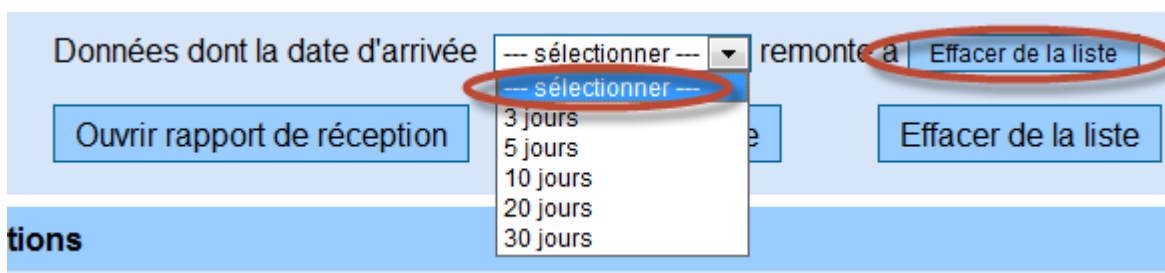 Données dont la date d'arrivée --- sélectionner --- remonte à Effacer de la liste
--- sélectionner ---
3 jours
5 jours
10 jours
20 jours
30 jours
Ouvrir rapport de réception
Effacer de la liste
tions